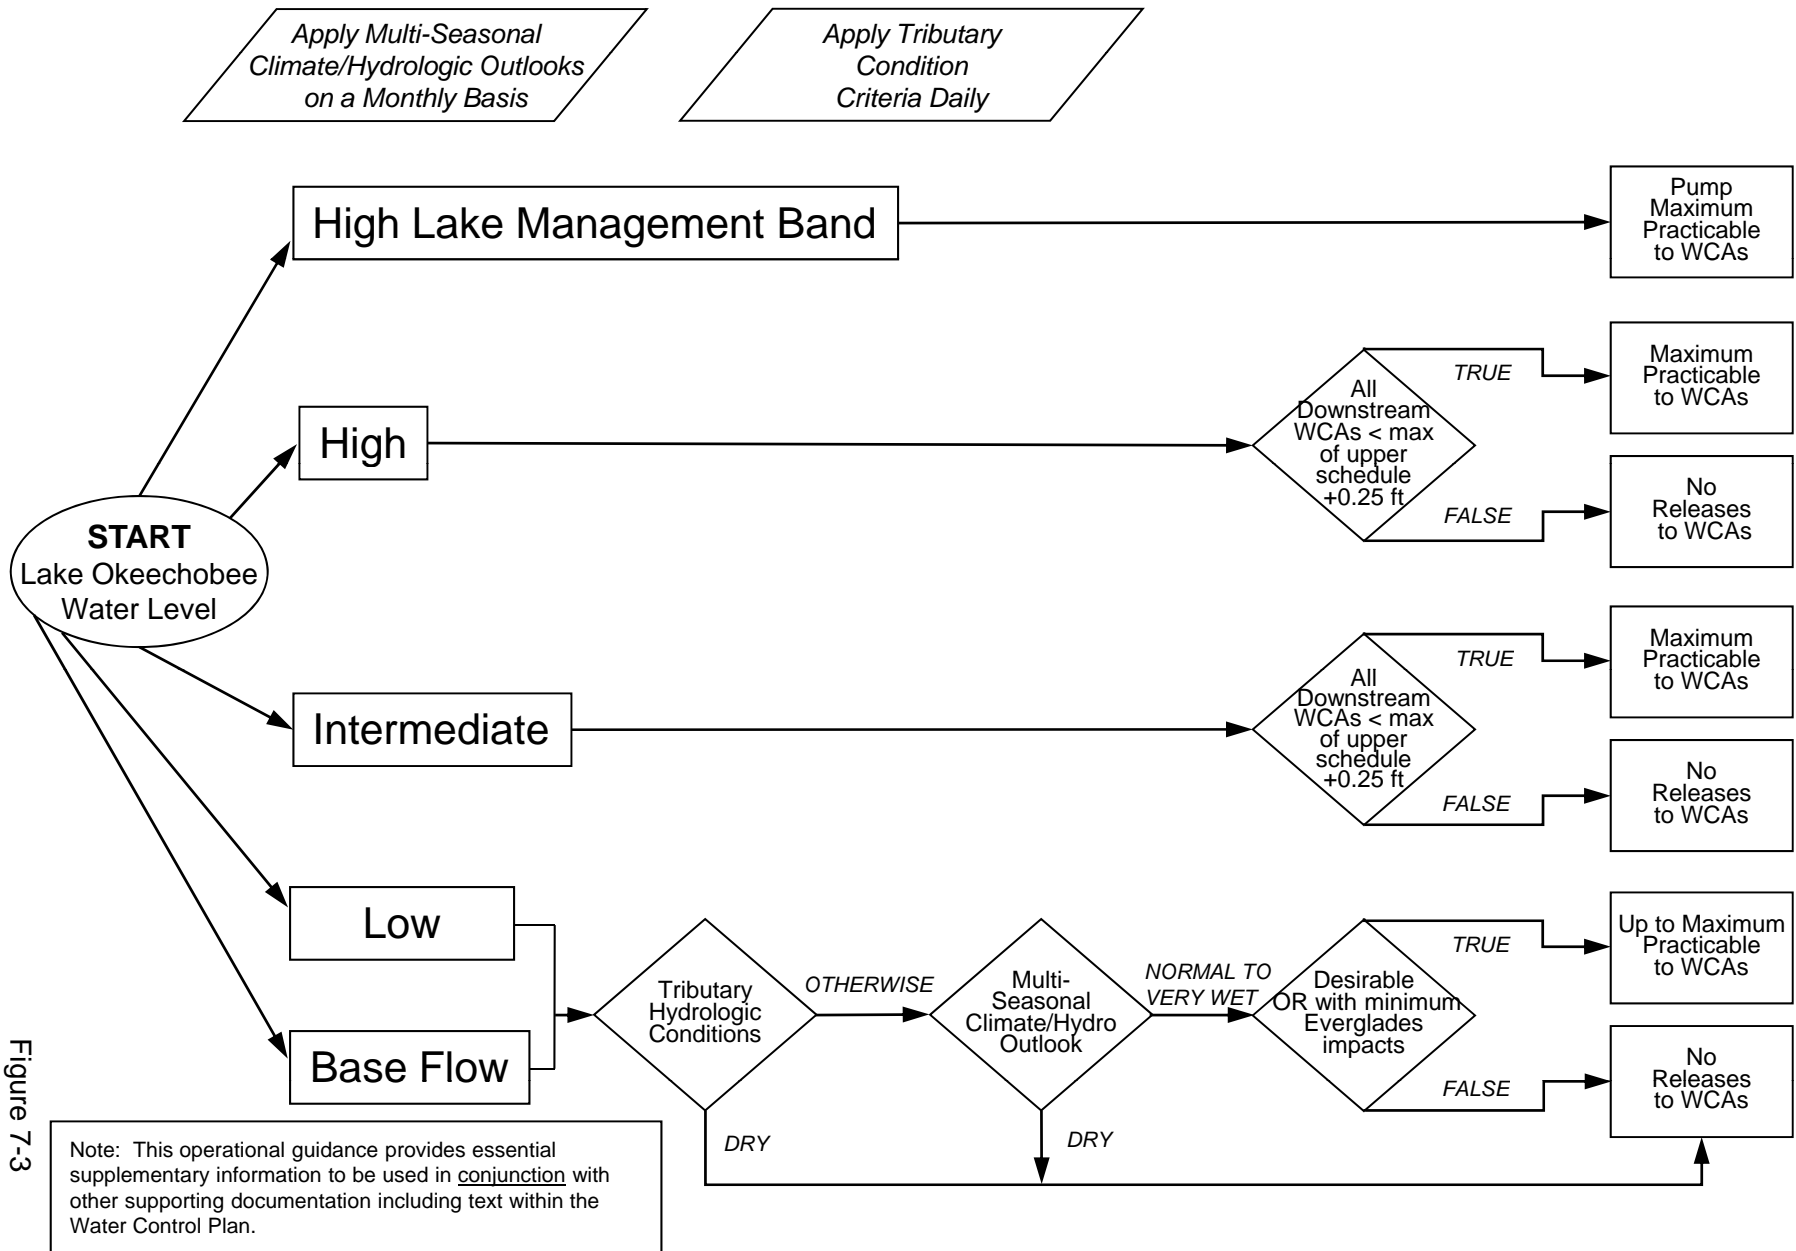 Apply Multi-Seasonal
Climate/Hydrologic Outlooks
on a Monthly Basis
Apply Tributary
Condition
Criteria Daily
High Lake Management Band
Pump
Maximum
Practicable
to WCAs
High
All
Downstream
WCAs < max
of upper
schedule
+0.25 ft
TRUE
Maximum
Practicable
to WCAs
FALSE
No
Releases
to WCAs
START
Lake Okeechobee
Water Level
Intermediate
All
Downstream
WCAs < max
of upper
schedule
+0.25 ft
TRUE
Maximum
Practicable
to WCAs
FALSE
No
Releases
to WCAs
Low
Base Flow
Tributary
Hydrologic
Conditions
OTHERWISE
DRY
Multi-
Seasonal
Climate/Hydro
Outlook
NORMAL TO
VERY WET
DRY
Desirable
OR with minimum
Everglades
impacts
TRUE
Up to Maximum
Practicable
to WCAs
FALSE
No
Releases
to WCAs
Figure 7-3
Note: This operational guidance provides essential
supplementary information to be used in conjunction with
other supporting documentation including text within the
Water Control Plan.